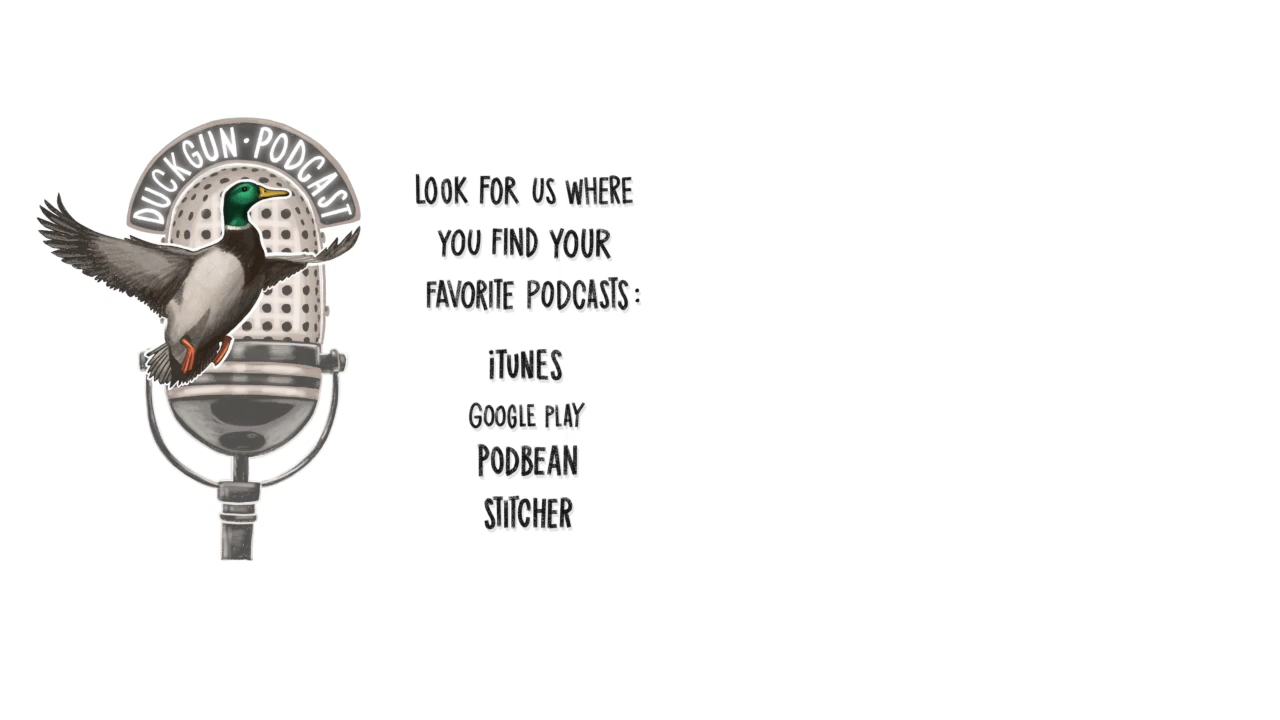 DUCKGUN · PODCAST
LOOK FOR US WHERE
YOU FIND YOUR
FAVORITE PODCASTS:
iTUNES
GOOGLE PLAY
PODBEAN
STITCHER